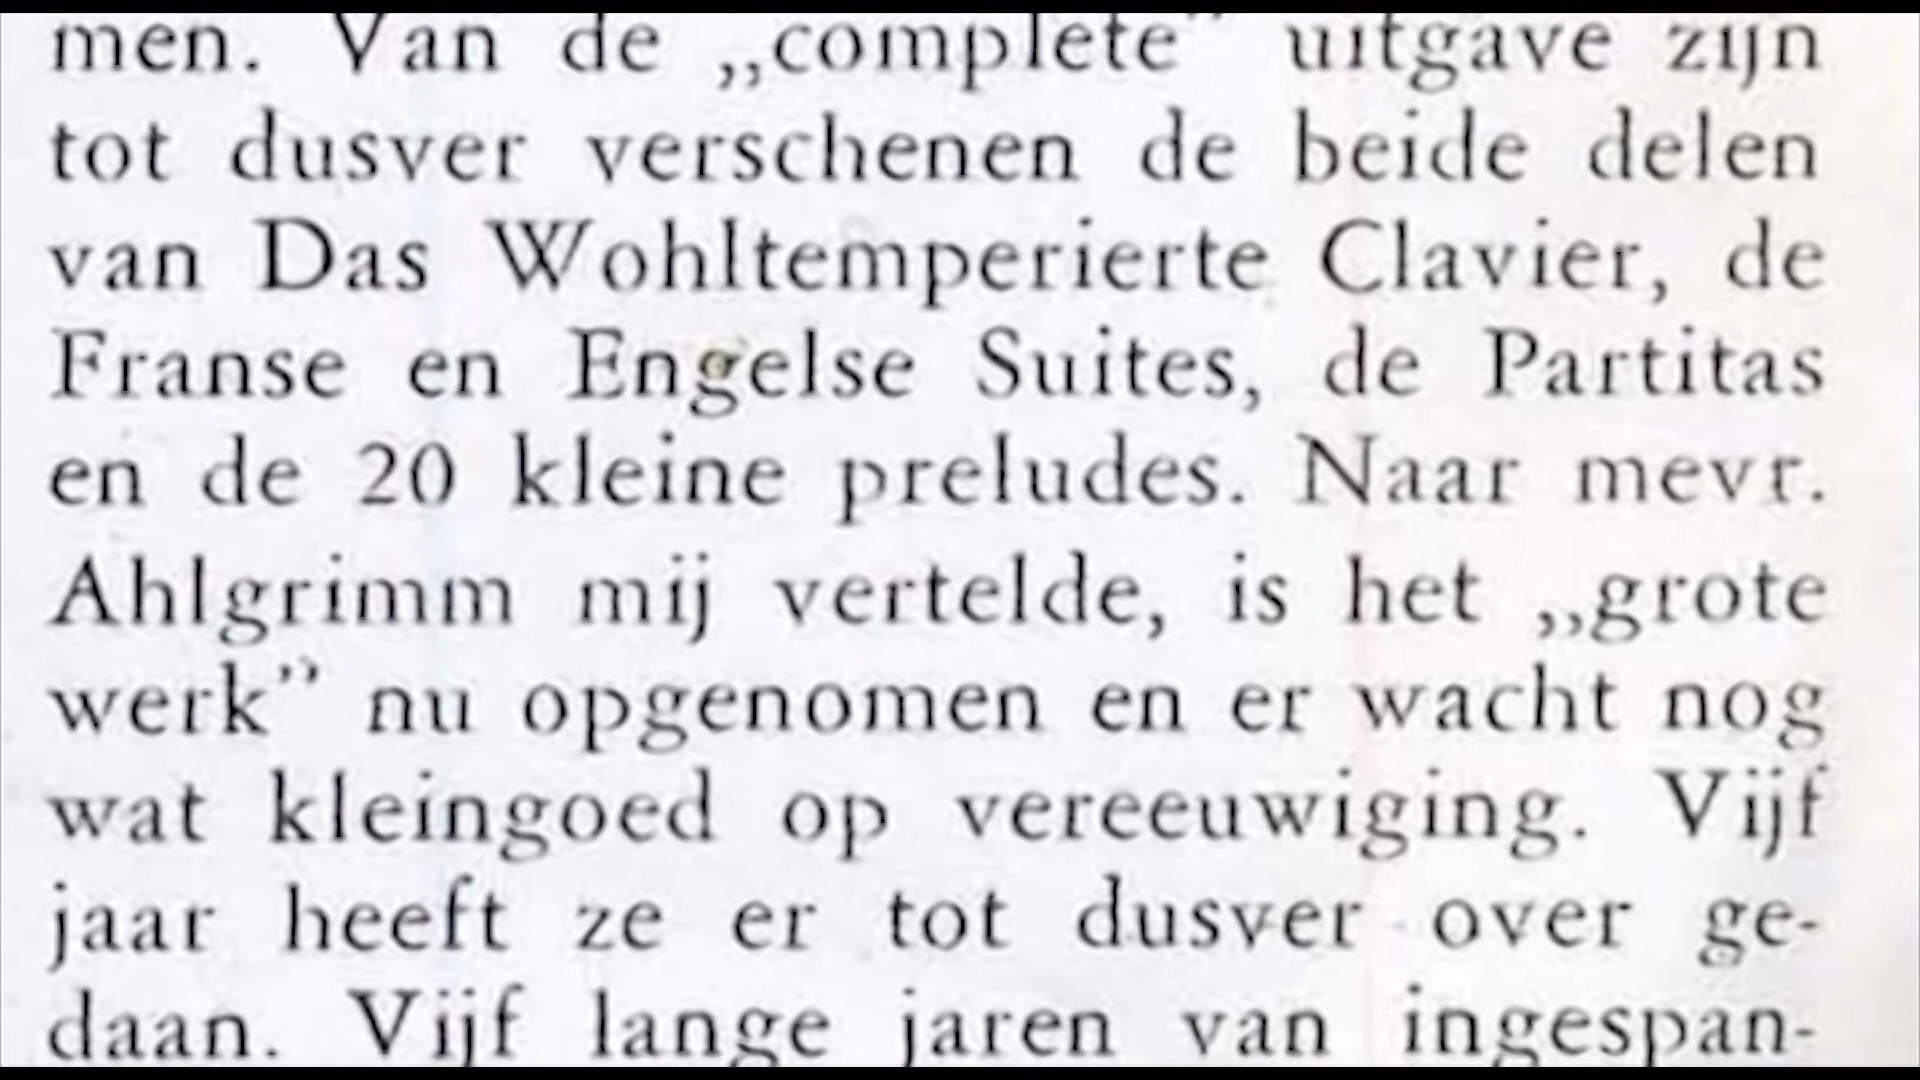 men. Van de „complete” uitgave zijn
tot dusver verschenen de beide delen
van Das Wohltemperierte Clavier, de
Franse en Engelse Suites, de Partitas
en de 20 kleine preludes. Naar mevr.
Ahlgrimm mij vertelde, is het „grote
werk” nu opgenomen en er wacht nog
wat kleingoed op vereeuwiging. Vijf
jaar heeft ze er tot dusver over ge-
daan. Vijf lange jaren van ingespan-